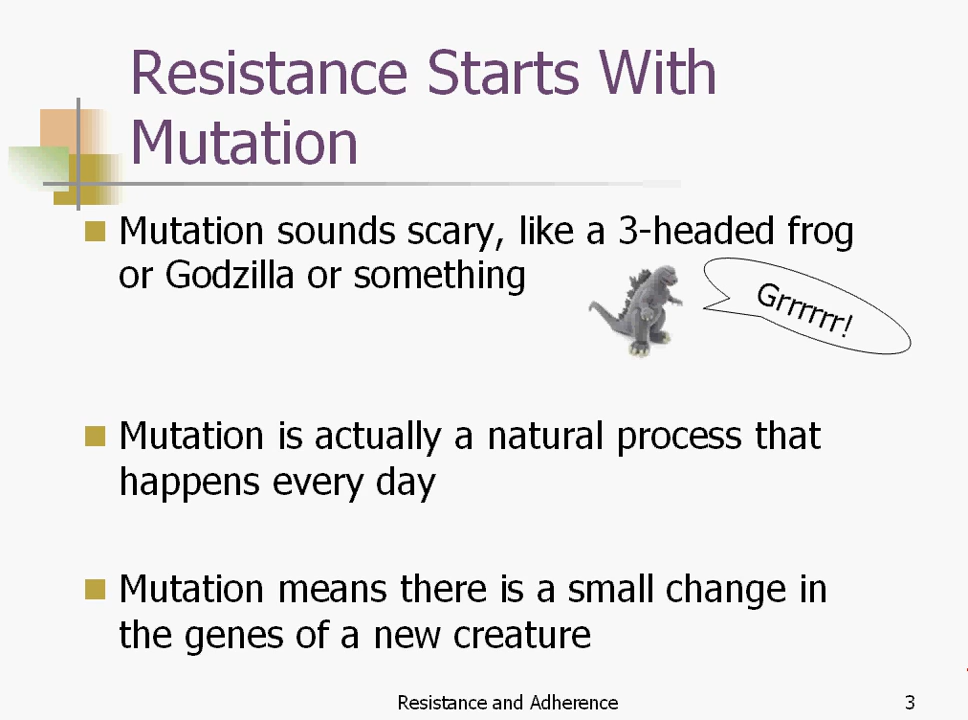 Resistance Starts With
Mutation
Mutation sounds scary, like a 3-headed frog
or Godzilla or something
Grrrrrr!
Mutation is actually a natural process that
happens every day
Mutation means there is a small change in
the genes of a new creature
Resistance and Adherence
3